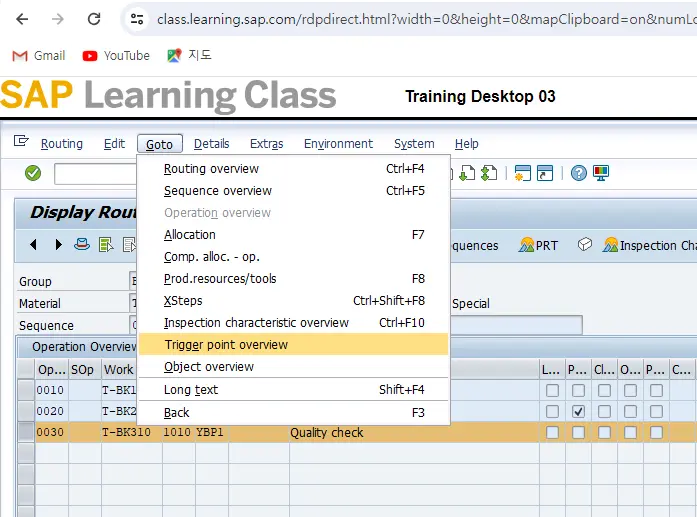 class.learning.sap.com/rdpdirect.html?width=0&height=0&mapClipboard=on&numLo
Gmail YouTube 지도
SAP Learning Class Training Desktop 03
Routing Edit Goto Details Extras Environment System Help
Routing overview Ctrl+F4
Sequence overview Ctrl+F5
Display Rou
Operation overview
Allocation F7
Comp. alloc. - op.
equences PRT Inspection Cha
Group
Prod.resources/tools F8
Material XSteps Ctrl+Shift+F8 Special
Sequence Inspection characteristic overview Ctrl+F10
Operation Overview Trigger point overview
Op... SOp Work Object overview L... P... Cl... O... P... C...
0010 T-BK1 Long text Shift+F4
0020 T-BK2 Back F3
0030 T-BK310 1010 YBP1 Quality check